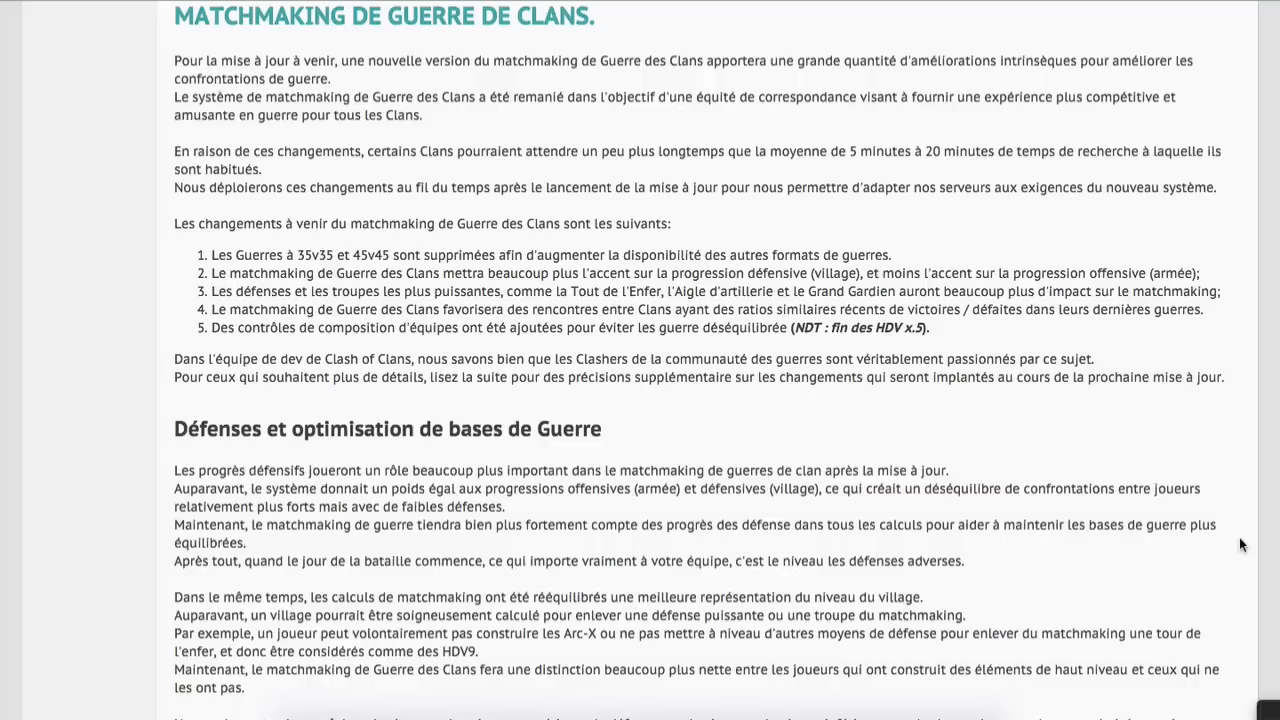 MATCHMAKING DE GUERRE DE CLANS.
Pour la mise à jour à venir, une nouvelle version du matchmaking de Guerre des Clans apportera une grande quantité d'améliorations intrinsèques pour améliorer les
confrontations de guerre.
Le système de matchmaking de Guerre des Clans a été remanié dans l'objectif d'une équité de correspondance visant à fournir une expérience plus compétitive et
amusante en guerre pour tous les Clans.
En raison de ces changements, certains Clans pourraient attendre un peu plus longtemps que la moyenne de 5 minutes à 20 minutes de temps de recherche à laquelle ils
sont habitués.
Nous déploierons ces changements au fil du temps après le lancement de la mise à jour pour nous permettre d'adapter nos serveurs aux exigences du nouveau système.
Les changements à venir du matchmaking de Guerre des Clans sont les suivants:
1. Les Guerres à 35v35 et 45v45 sont supprimées afin d'augmenter la disponibilité des autres formats de guerres.
2. Le matchmaking de Guerre des Clans mettra beaucoup plus l'accent sur la progression défensive (village), et moins l'accent sur la progression offensive (armée);
3. Les défenses et les troupes les plus puissantes, comme la Tout de l'Enfer, l'Aigle d'artillerie et le Grand Gardien auront beaucoup plus d'impact sur le matchmaking;
4. Le matchmaking de Guerre des Clans favorisera des rencontres entre Clans ayant des ratios similaires récents de victoires / défaites dans leurs dernières guerres.
5. Des contrôles de composition d'équipes ont été ajoutées pour éviter les guerre déséquilibrée (NDT : fin des HDV x.5).
Dans l'équipe de dev de Clash of Clans, nous savons bien que les Clashers de la communauté des guerres sont véritablement passionnés par ce sujet.
Pour ceux qui souhaitent plus de détails, lisez la suite pour des précisions supplémentaire sur les changements qui seront implantés au cours de la prochaine mise à jour.
Défenses et optimisation de bases de Guerre
Les progrès défensifs joueront un rôle beaucoup plus important dans le matchmaking de guerres de clan après la mise à jour.
Auparavant, le système donnait un poids égal aux progressions offensives (armée) et défensives (village), ce qui créait un déséquilibre de confrontations entre joueurs
relativement plus forts mais avec de faibles défenses.
Maintenant, le matchmaking de guerre tiendra bien plus fortement compte des progrès des défense dans tous les calculs pour aider à maintenir les bases de guerre plus
équilibrées.
Après tout, quand le jour de la bataille commence, ce qui importe vraiment à votre équipe, c'est le niveau les défenses adverses.
Dans le même temps, les calculs de matchmaking ont été rééquilibrés une meilleure représentation du niveau du village.
Auparavant, un village pourrait être soigneusement calculé pour enlever une défense puissante ou une troupe du matchmaking.
Par exemple, un joueur peut volontairement pas construire les Arc-X ou ne pas mettre à niveau d'autres moyens de défense pour enlever du matchmaking une tour de
l'enfer, et donc être considérés comme des HDV9.
Maintenant, le matchmaking de Guerre des Clans fera une distinction beaucoup plus nette entre les joueurs qui ont construit des éléments de haut niveau et ceux qui ne
les ont pas.